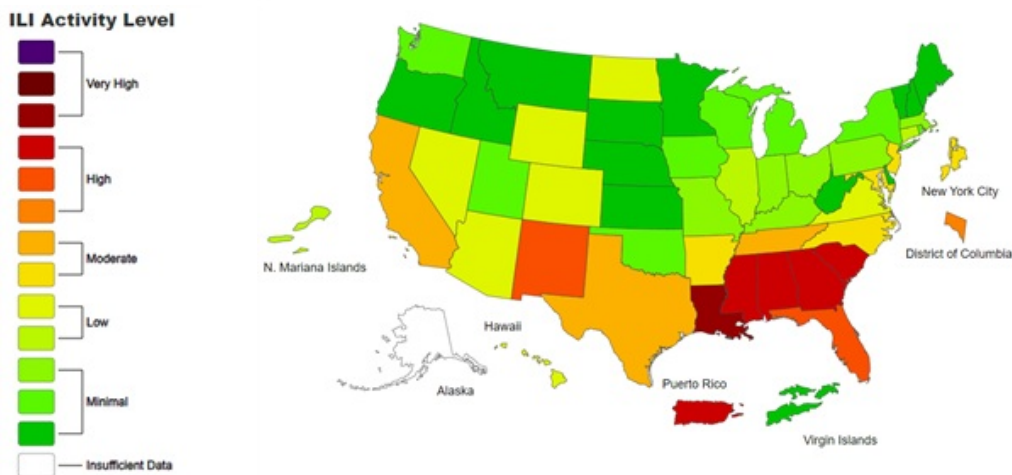 ILI Activity Level
Very High
High
Moderate
Low
Minimal
Insufficient Data
New York City
District of Columbia
N. Mariana Islands
Hawaii
Alaska
Puerto Rico
Virgin Islands